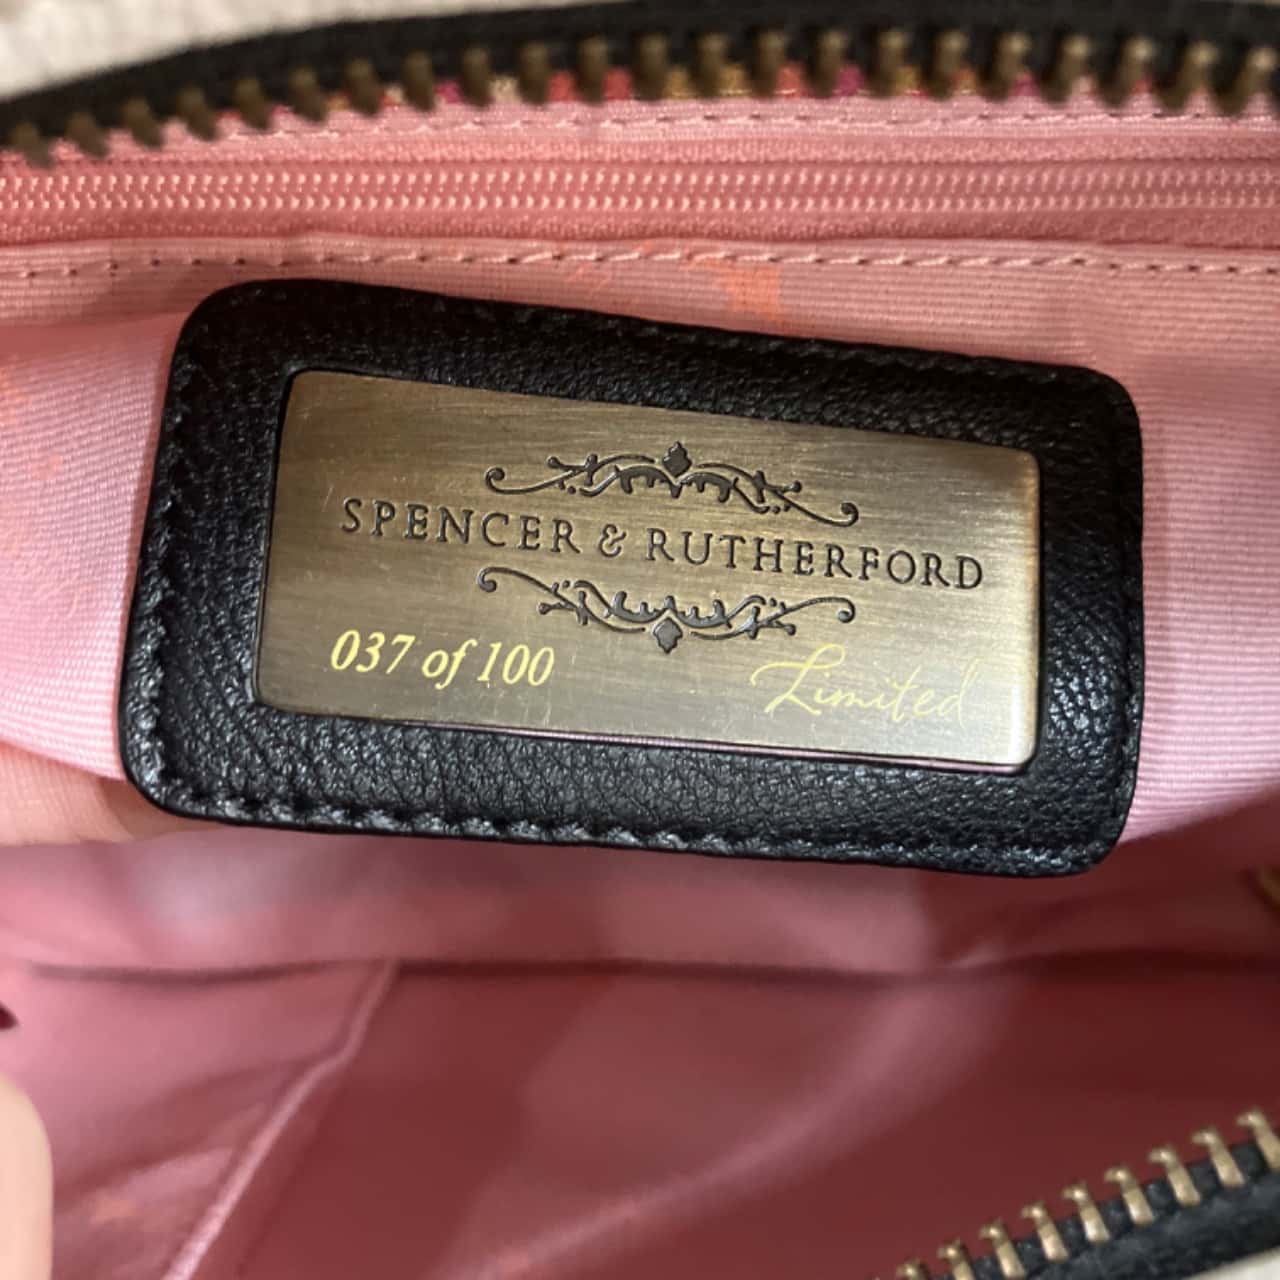 SPENCER & RUTHERFORD
037 of 100
Limited